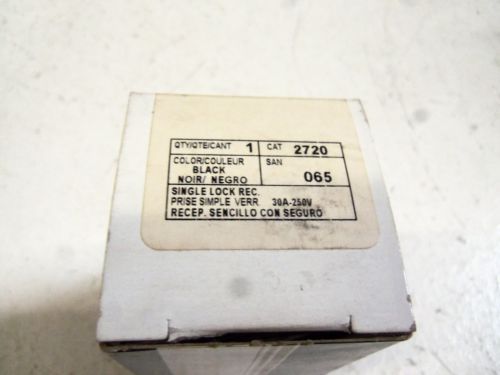 QTY/QTE/CANT 1 CAT 2720
COLOR/COULEUR SAN
BLACK
NOIR/ NEGRO 065
SINGLE LOCK REC.
PRISE SIMPLE VERR 30A-250V
RECEP. SENCILLO CON SEGURO